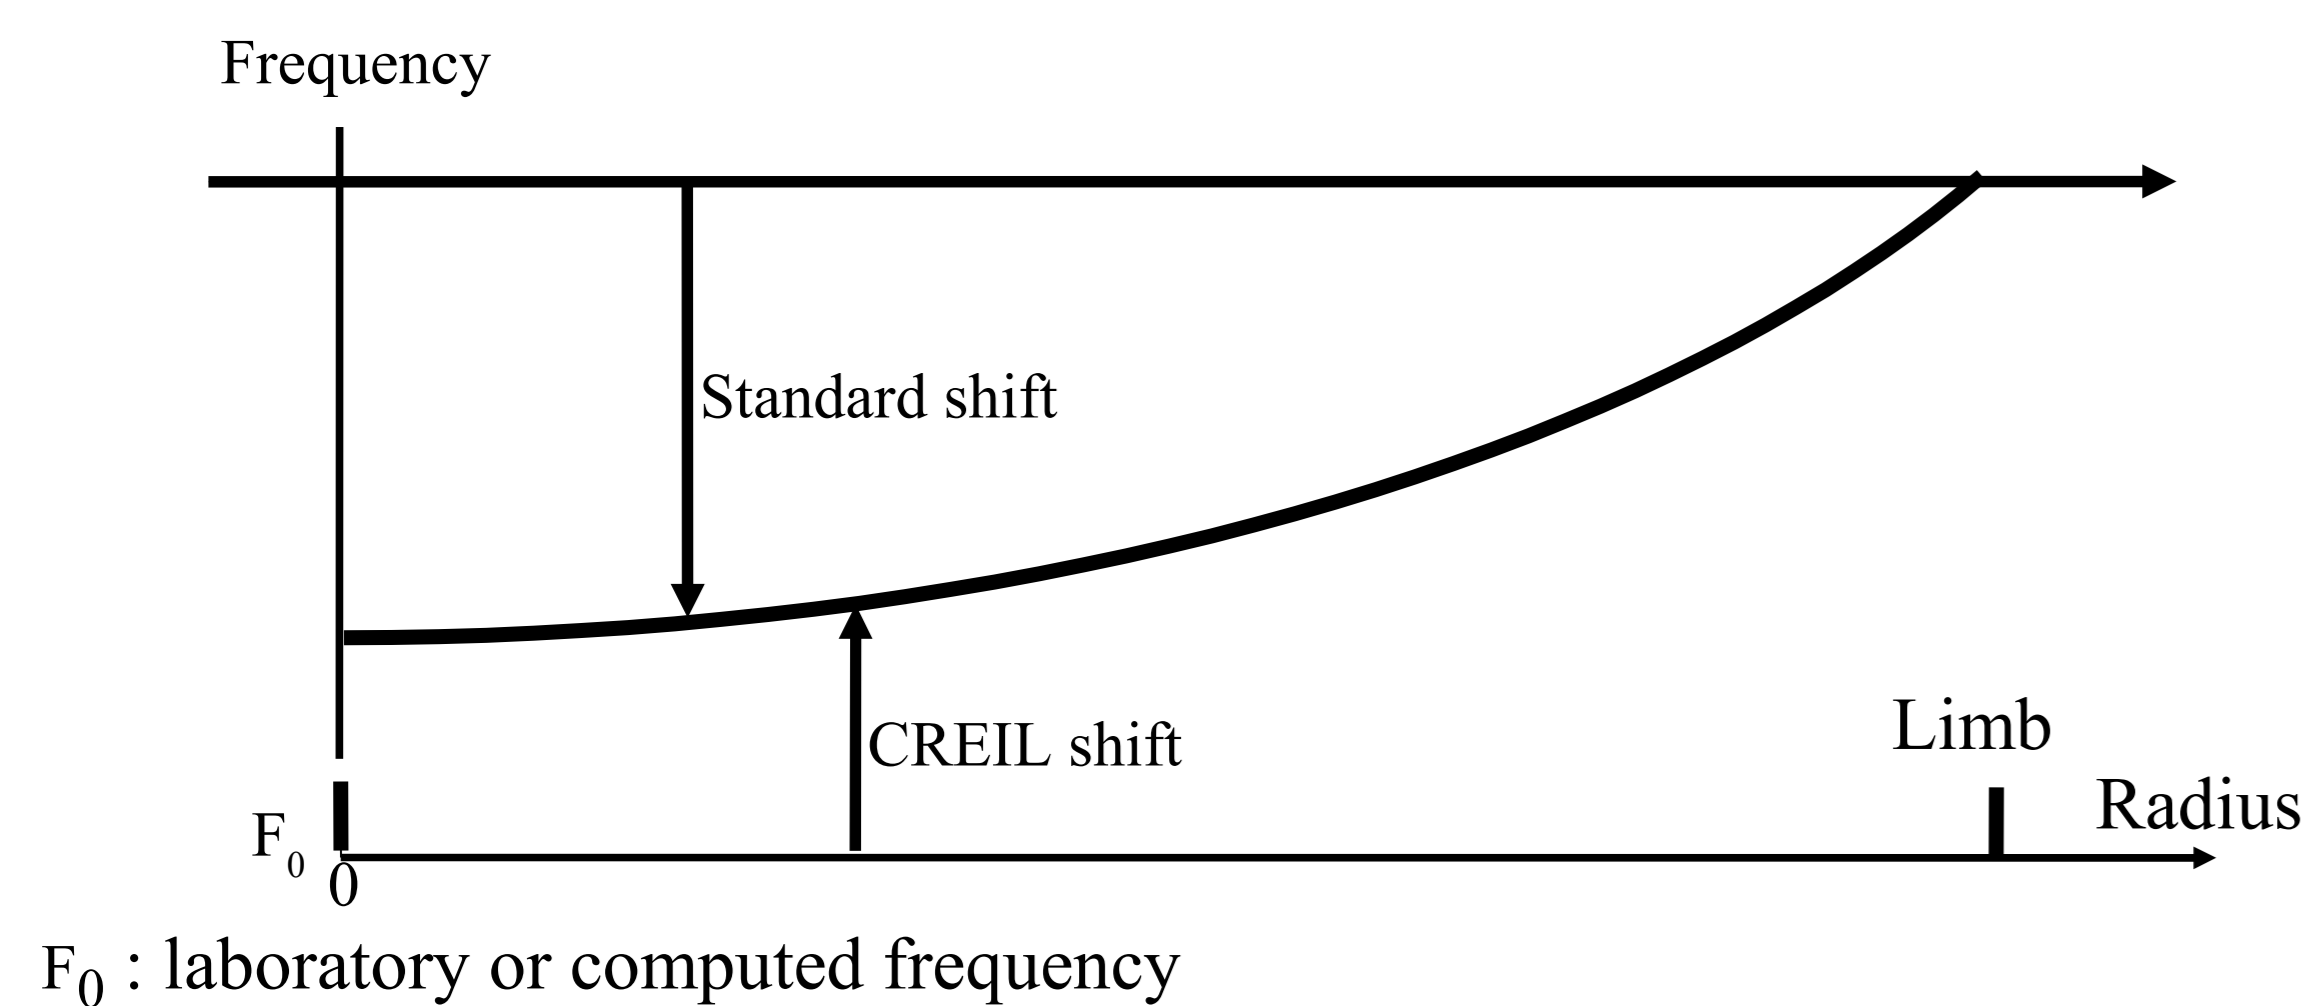 Frequency
Standard shift
CREIL shift
Limb
Radius
F₀
0
F₀ : laboratory or computed frequency